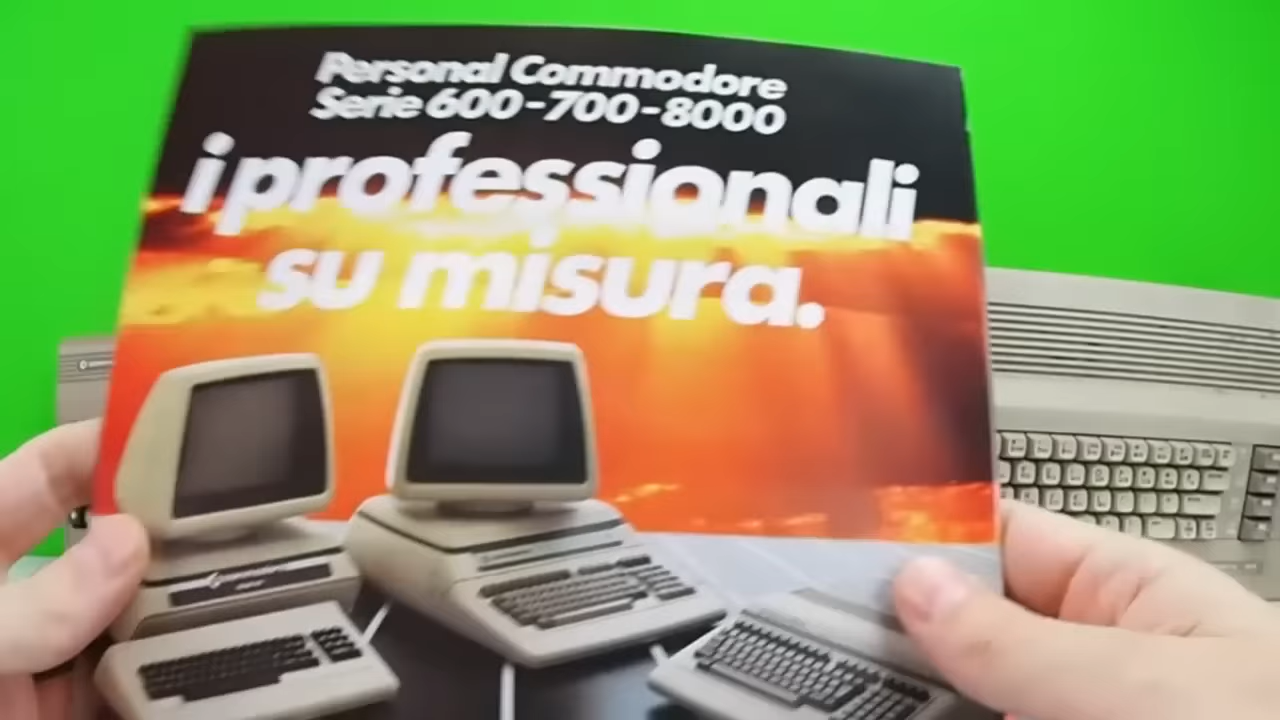 Personal Commodore
Serie 600-700-8000
i professionali
su misura.